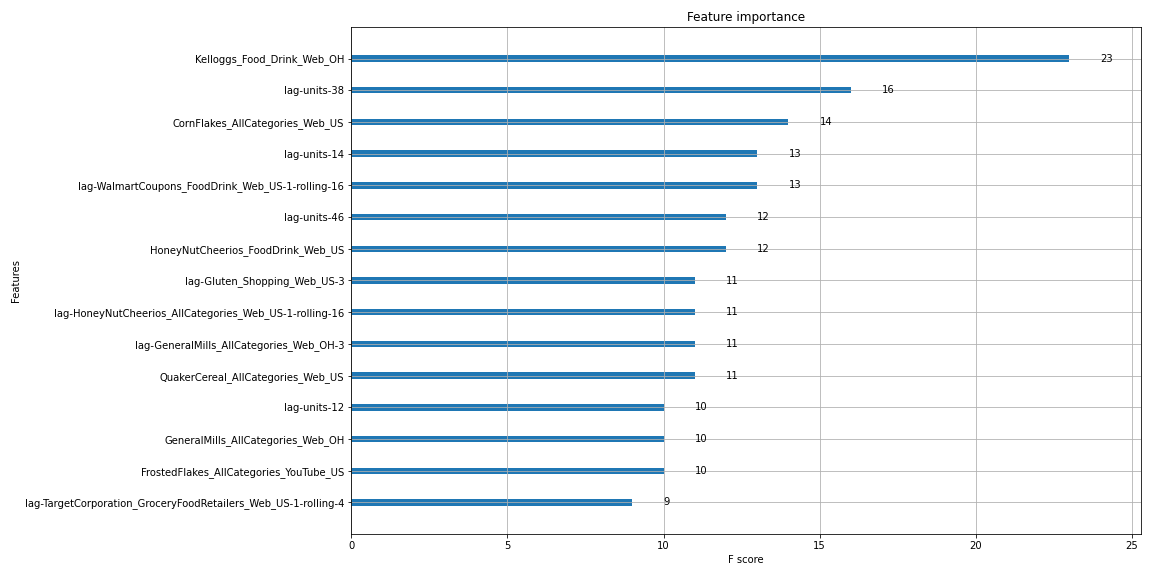 Feature importance
Features
Kelloggs_Food_Drink_Web_OH 23
lag-units-38 16
CornFlakes_AllCategories_Web_US 14
lag-units-14 13
lag-WalmartCoupons_FoodDrink_Web_US-1-rolling-16 13
lag-units-46 12
HoneyNutCheerios_FoodDrink_Web_US 12
lag-Gluten_Shopping_Web_US-3 11
lag-HoneyNutCheerios_AllCategories_Web_US-1-rolling-16 11
lag-GeneralMills_AllCategories_Web_OH-3 11
QuakerCereal_AllCategories_Web_US 11
lag-units-12 10
GeneralMills_AllCategories_Web_OH 10
FrostedFlakes_AllCategories_YouTube_US 10
lag-TargetCorporation_GroceryFoodRetailers_Web_US-1-rolling-4 9
0 5 10 15 20 25
F score